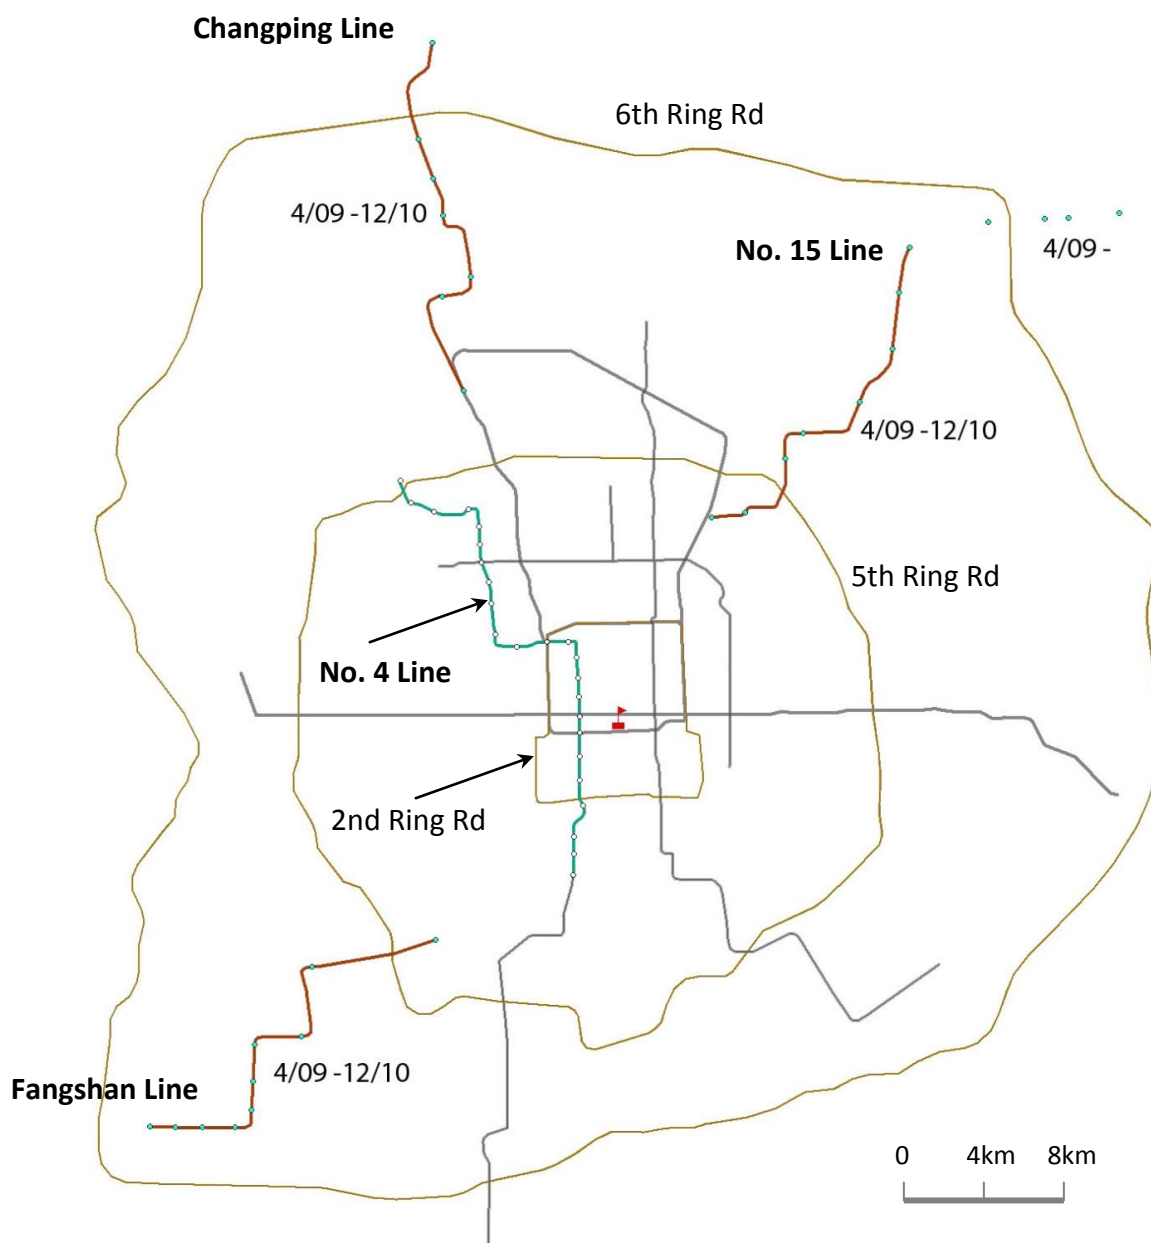 Changping Line
6th Ring Rd
4/09 -12/10
No. 15 Line
4/09 -
4/09 -12/10
5th Ring Rd
No. 4 Line
2nd Ring Rd
4/09 -12/10
Fangshan Line
0 4km 8km